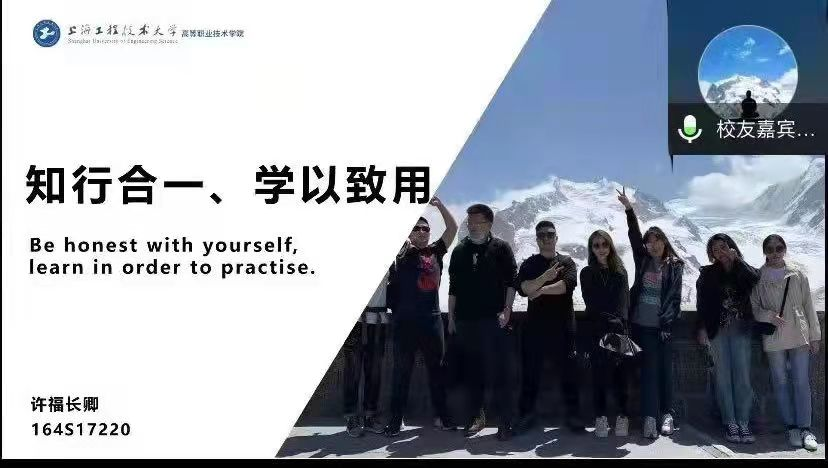 上海工程技术大学 高等职业技术学院
Shanghai University of Engineering Science
校友嘉宾...
知行合一、学以致用
Be honest with yourself,
learn in order to practise.
许福长卿
164S17220